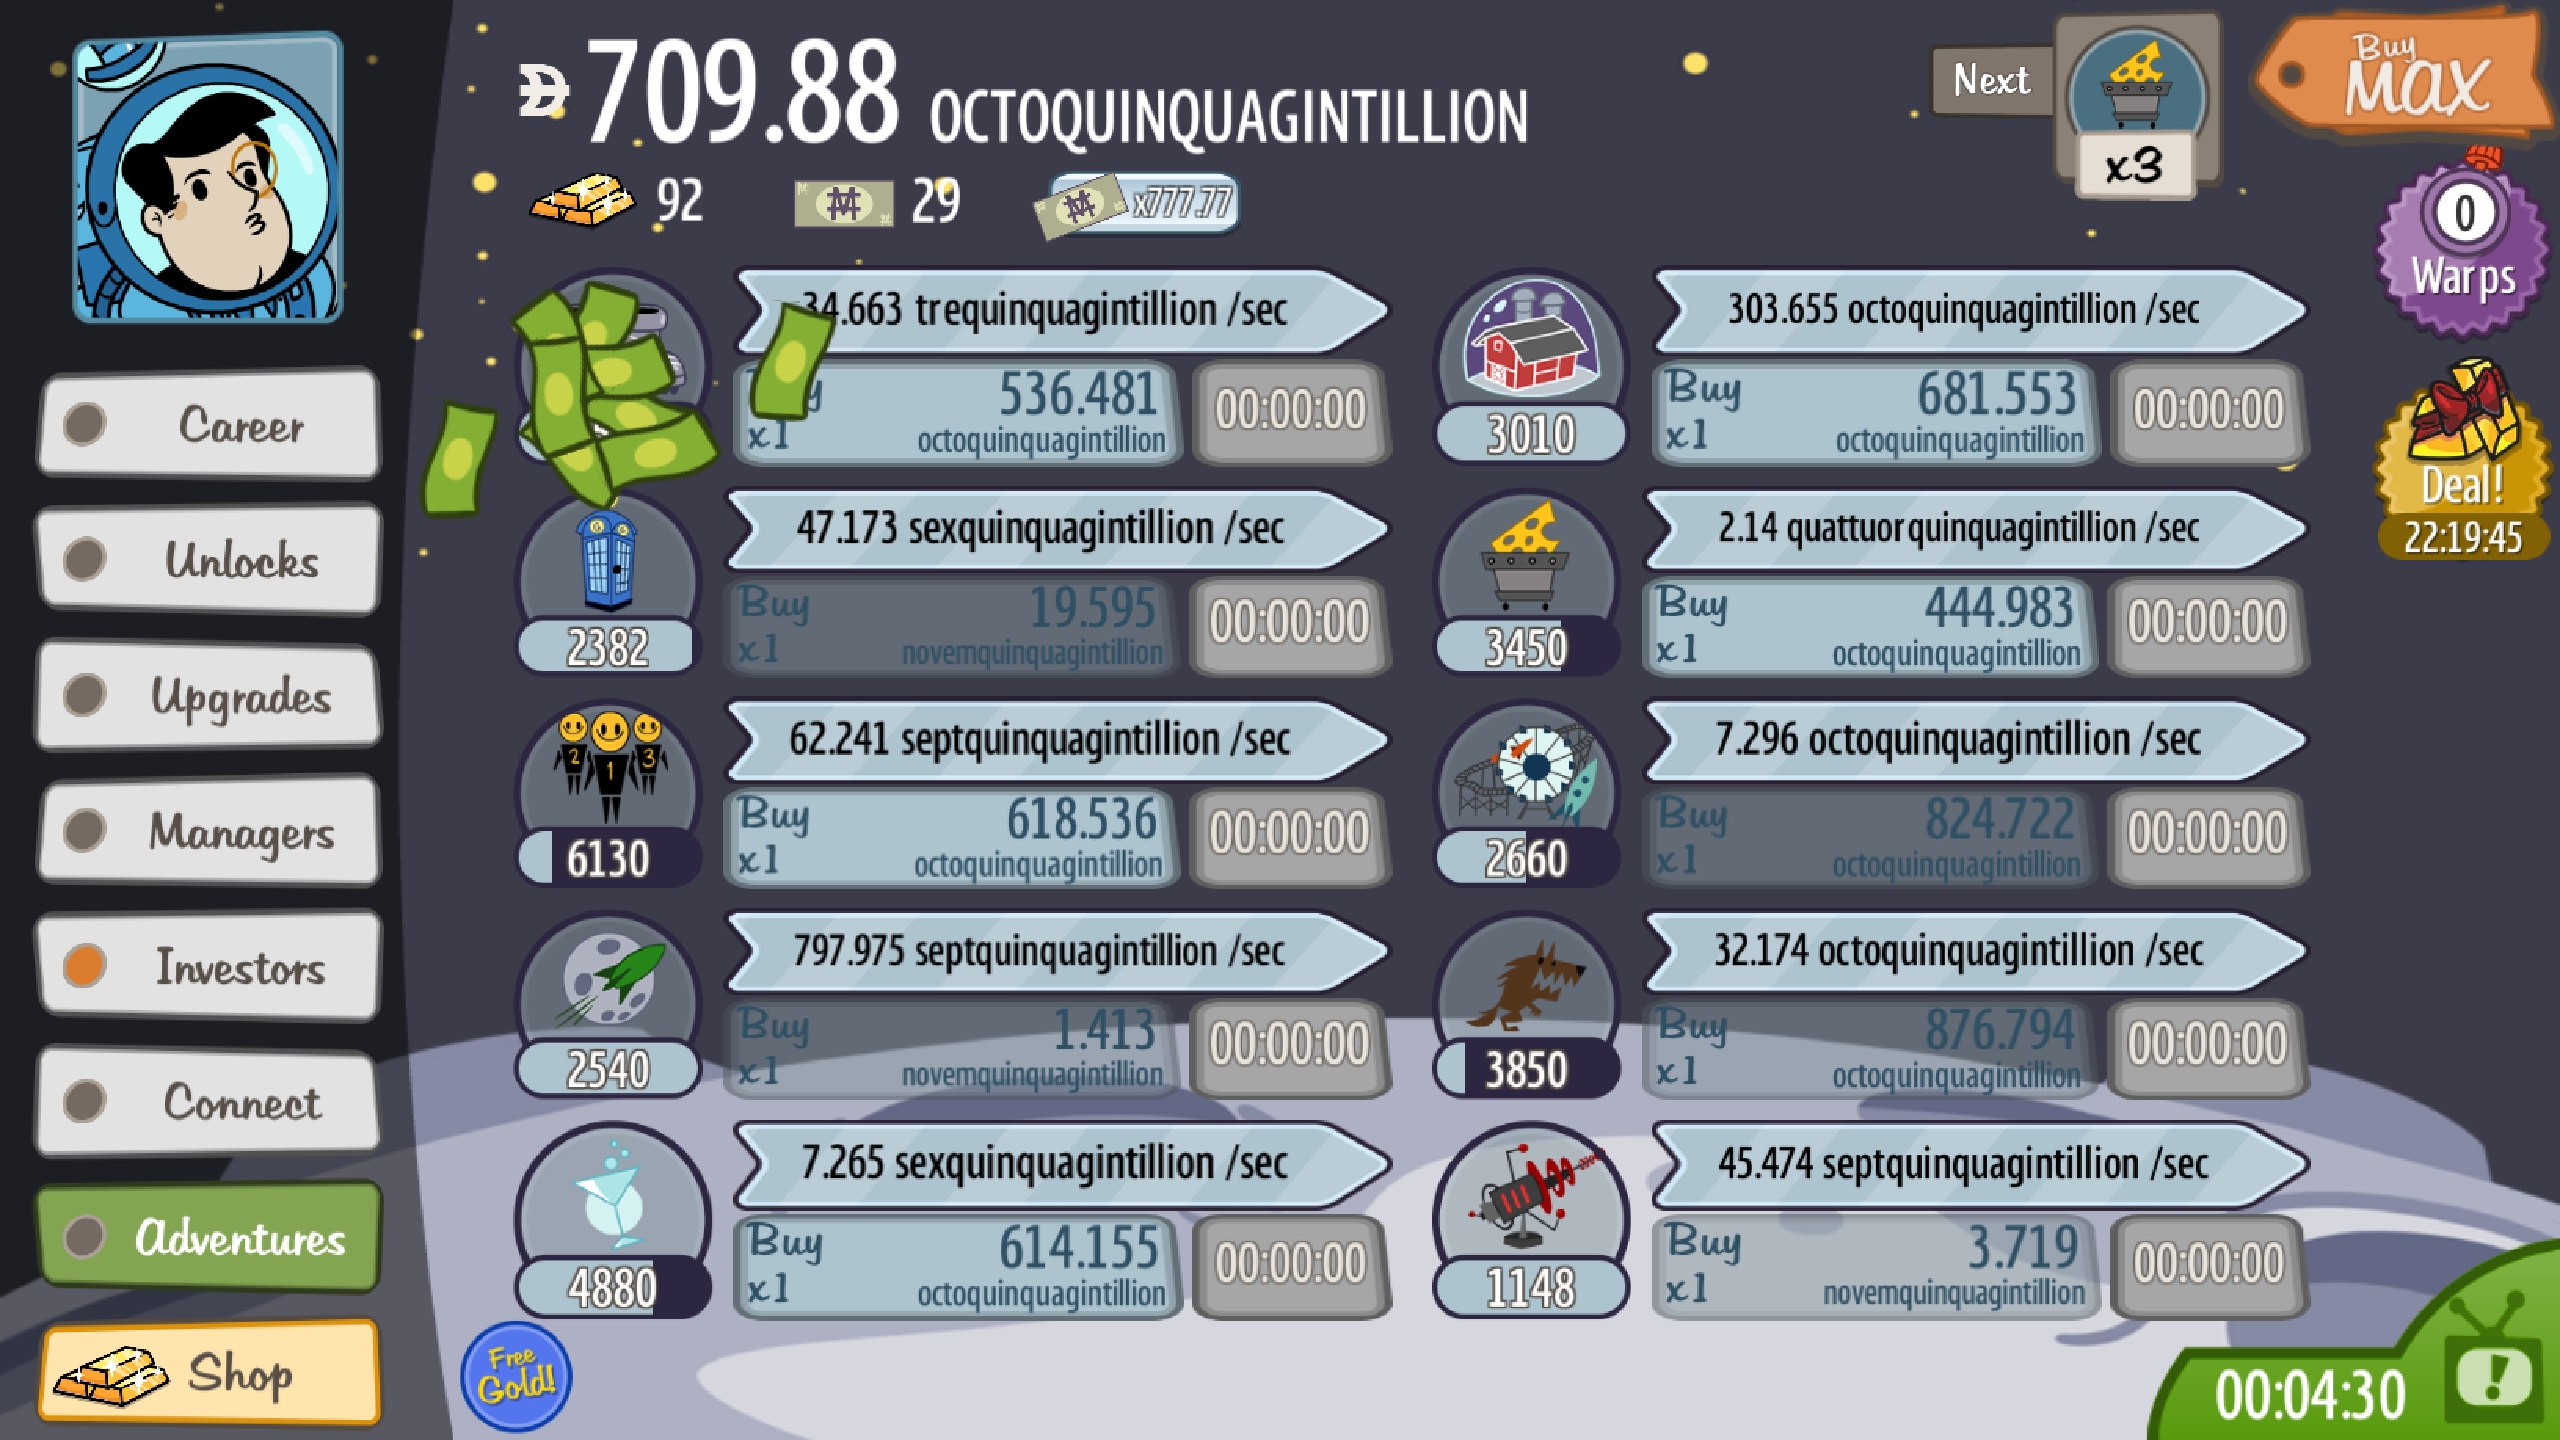 709.88 OCTOQUINQUAGINTILLION
92
29
x777.77
Next
x3
Buy
MAX
0
Warps
Deal!
22:19:45
Career
Unlocks
Upgrades
Managers
Investors
Connect
Adventures
Shop
34.663 trequinquagintillion /sec
x1
536.481
octoquinquagintillion
00:00:00
303.655 octoquinquagintillion /sec
3010
Buy
x1
681.553
octoquinquagintillion
00:00:00
47.173 sexquinquagintillion /sec
2382
Buy
x1
19.595
novemquinquagintillion
00:00:00
2.14 quattuorquinquagintillion /sec
3450
Buy
x1
444.983
octoquinquagintillion
00:00:00
62.241 septquinquagintillion /sec
2 1 3
6130
Buy
x1
618.536
octoquinquagintillion
00:00:00
7.296 octoquinquagintillion /sec
2660
Buy
x1
824.722
octoquinquagintillion
00:00:00
797.975 septquinquagintillion /sec
2540
Buy
x1
1.413
novemquinquagintillion
00:00:00
32.174 octoquinquagintillion /sec
3850
Buy
x1
876.794
octoquinquagintillion
00:00:00
7.265 sexquinquagintillion /sec
4880
Buy
x1
614.155
octoquinquagintillion
00:00:00
45.474 septquinquagintillion /sec
1148
Buy
x1
3.719
novemquinquagintillion
00:00:00
Free
Gold!
00:04:30
!